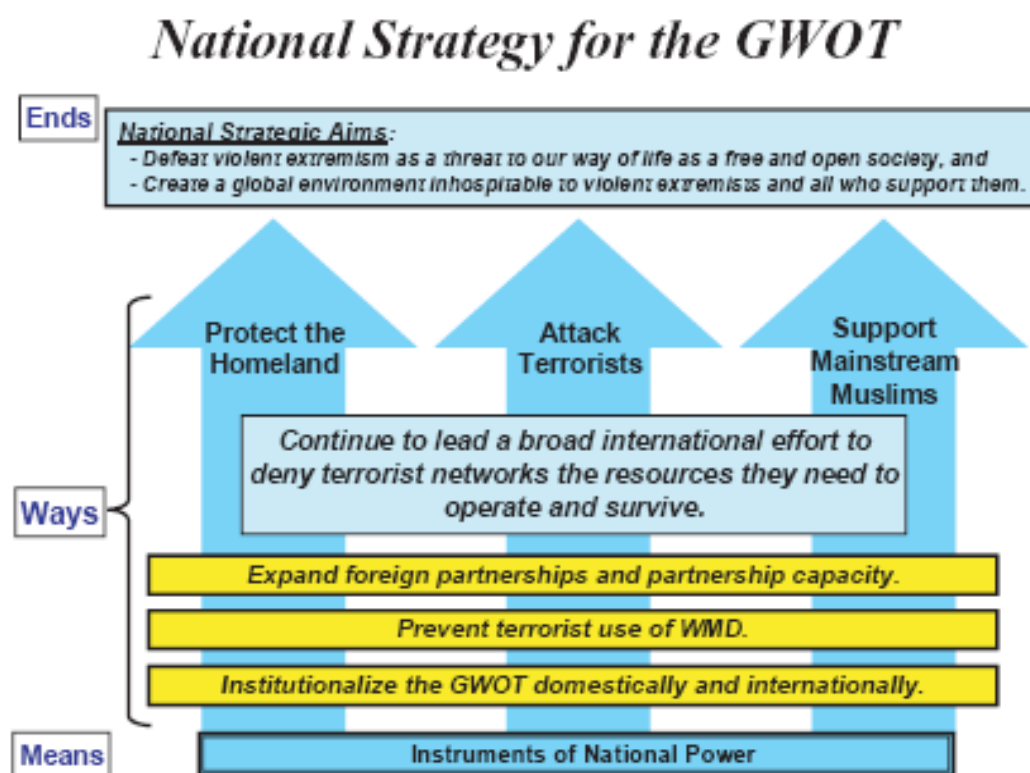 National Strategy for the GWOT
Ends
National Strategic Aims:
- Defeat violent extremism as a threat to our way of life as a free and open society, and
- Create a global environment inhospitable to violent extremists and all who support them.
Protect the
Homeland
Attack
Terrorists
Support
Mainstream
Muslims
Continue to lead a broad international effort to
deny terrorist networks the resources they need to
operate and survive.
Ways
Expand foreign partnerships and partnership capacity.
Prevent terrorist use of WMD.
Institutionalize the GWOT domestically and internationally.
Means
Instruments of National Power